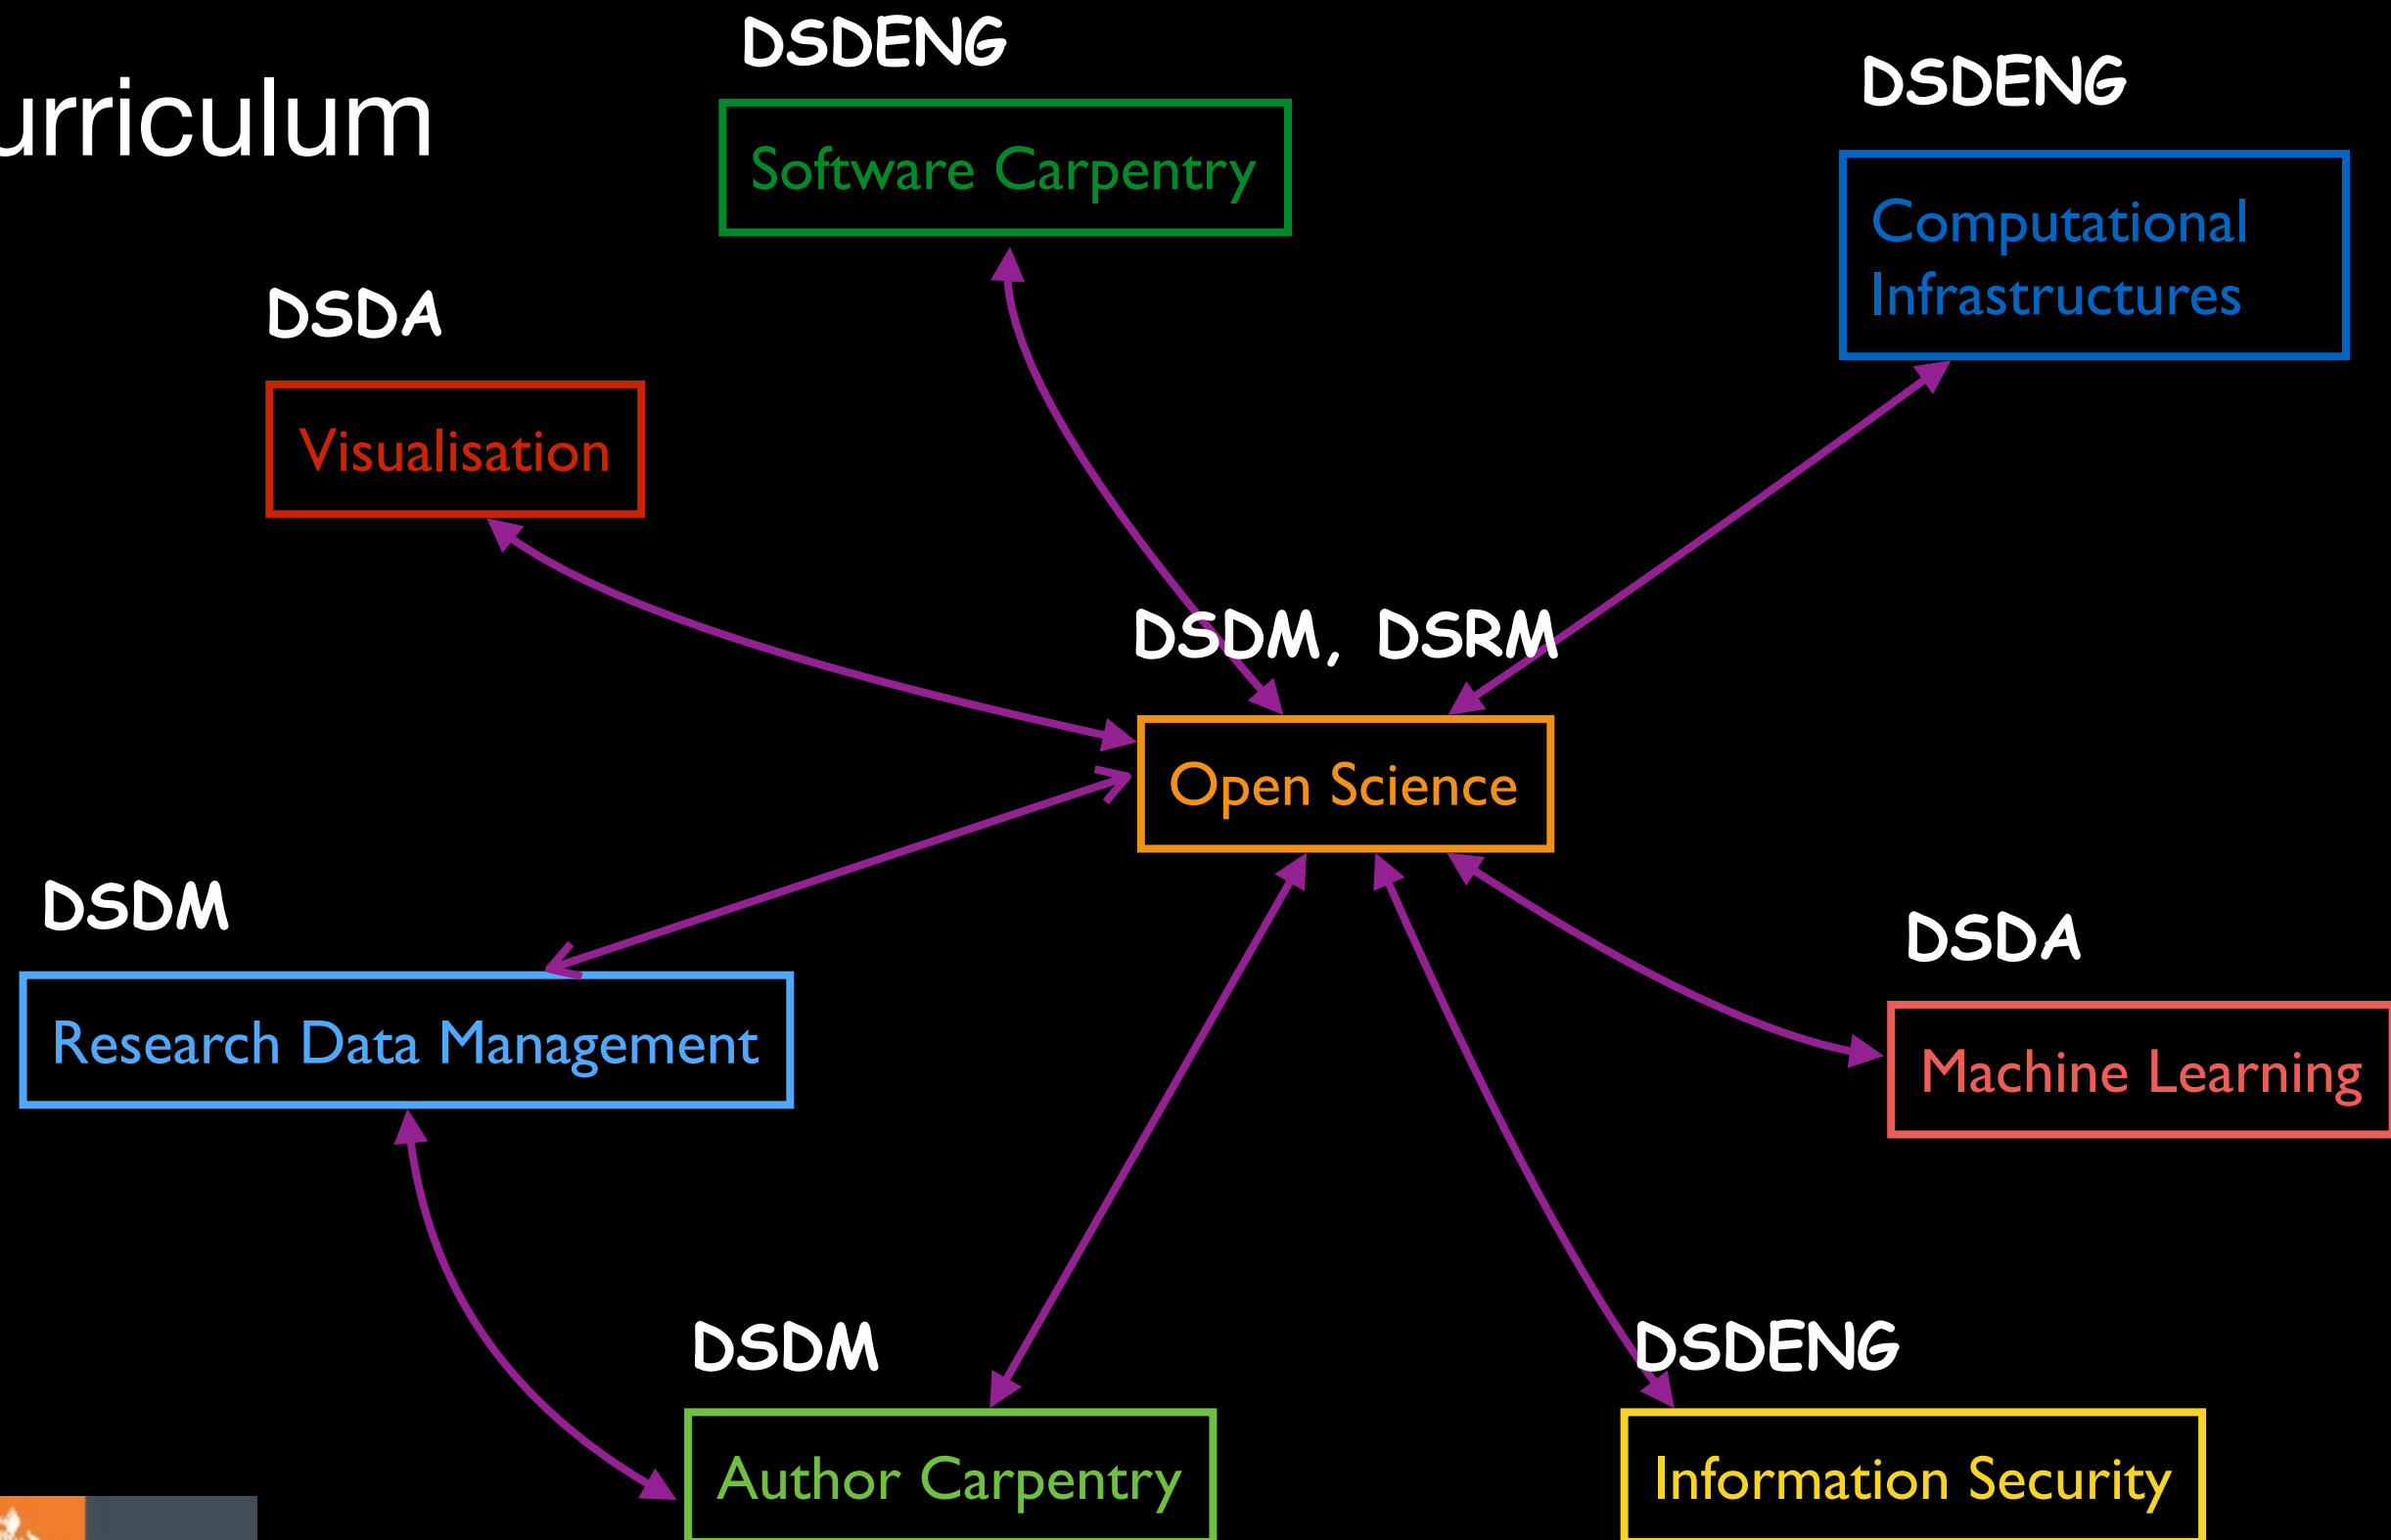 urriculum
DSDENG
Software Carpentry
DSDENG
Computational
Infrastructures
DSDA
Visualisation
DSDM, DSRM
Open Science
DSDM
Research Data Management
DSDA
Machine Learning
DSDM
Author Carpentry
DSDENG
Information Security